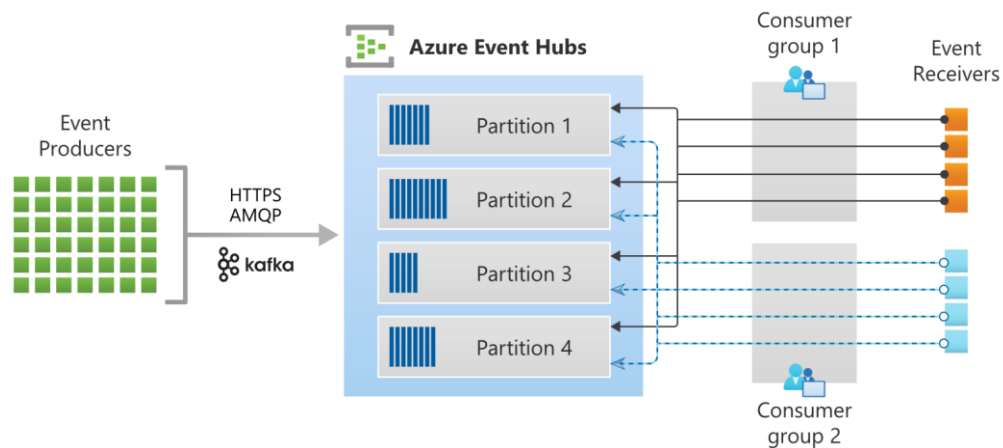 Azure Event Hubs
Event
Producers
HTTPS
AMQP
kafka
Partition 1
Partition 2
Partition 3
Partition 4
Consumer
group 1
Event
Receivers
Consumer
group 2